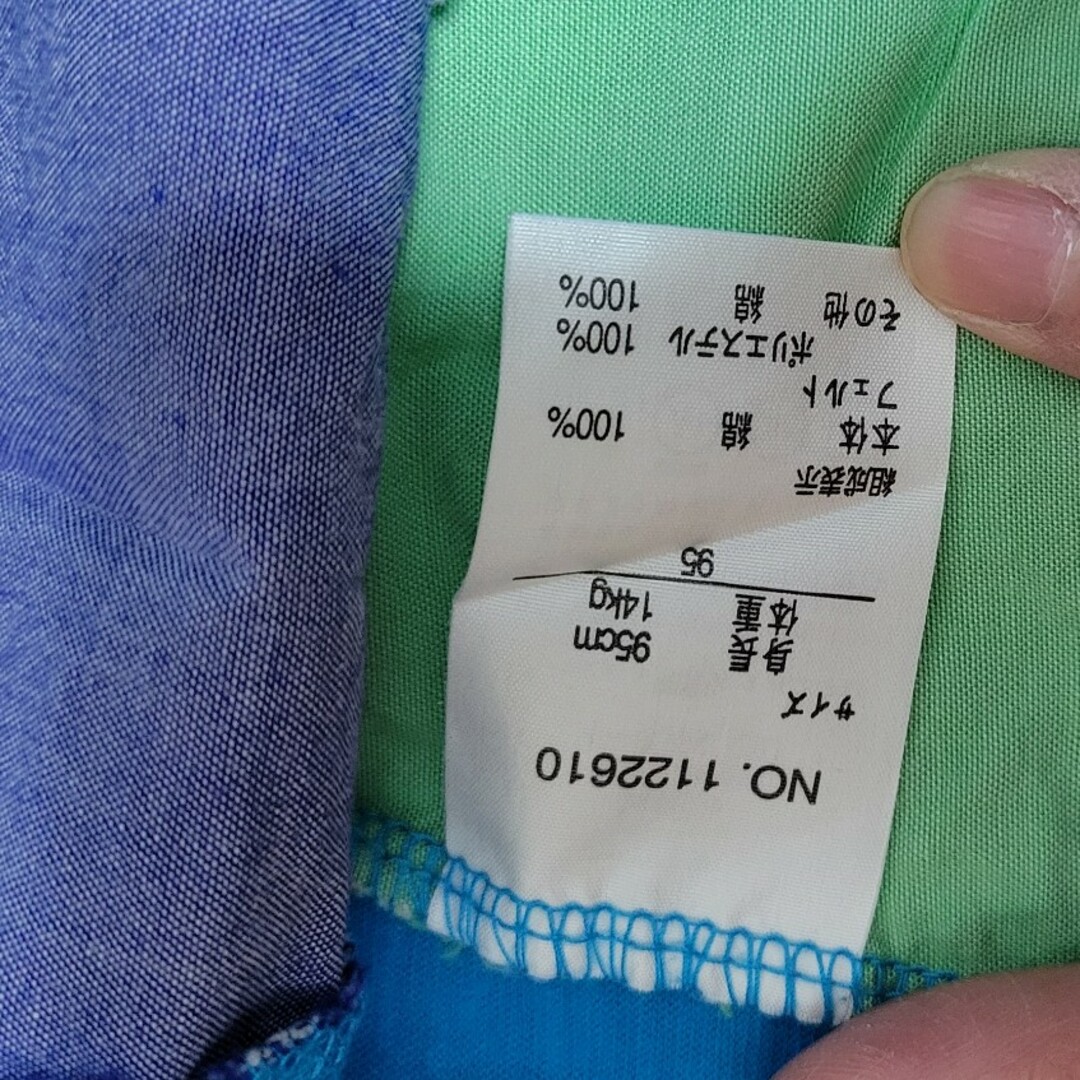 NO. 1122610
サイズ
身長 95cm
体重 14kg
95
組成表示
本体 綿 100%
フェルト
ポリエステル 100%
その他 綿 100%